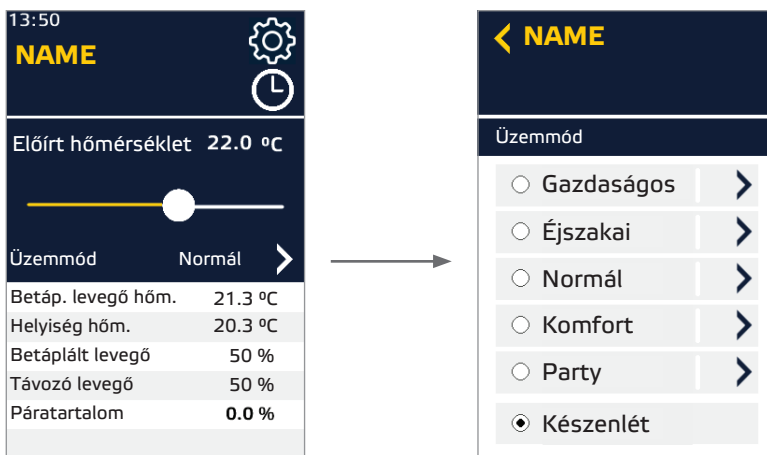 13:50
NAME
Előírt hőmérséklet 22.0 ºC
Üzemmód Normál
Betáp. levegő hőm. 21.3 ºC
Helyiség hőm. 20.3 ºC
Betáplált levegő 50 %
Távozó levegő 50 %
Páratartalom 0.0 %
NAME
Üzemmód
Gazdaságos
Éjszakai
Normál
Komfort
Party
Készenlét